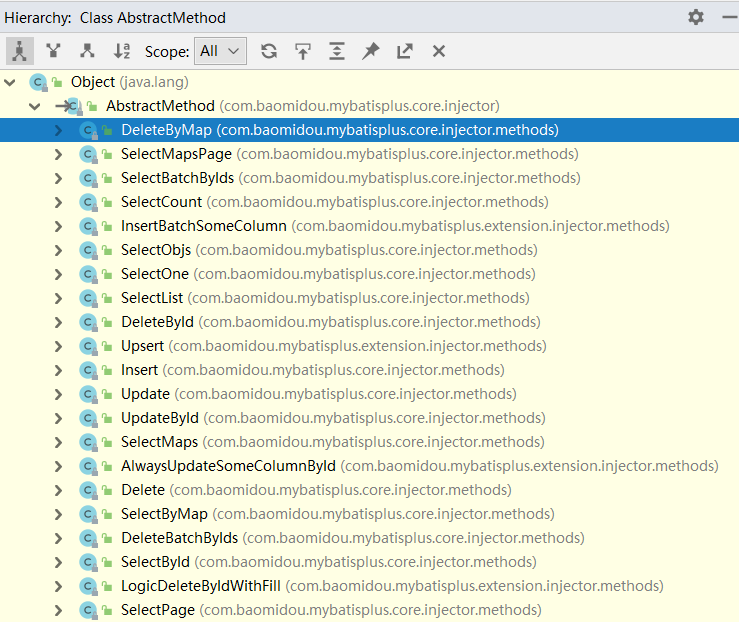 Hierarchy: Class AbstractMethod
Scope: All
Object (java.lang)
AbstractMethod (com.baomidou.mybatisplus.core.injector)
DeleteByMap (com.baomidou.mybatisplus.core.injector.methods)
SelectMapsPage (com.baomidou.mybatisplus.core.injector.methods)
SelectBatchByIds (com.baomidou.mybatisplus.core.injector.methods)
SelectCount (com.baomidou.mybatisplus.core.injector.methods)
InsertBatchSomeColumn (com.baomidou.mybatisplus.extension.injector.methods)
SelectObjs (com.baomidou.mybatisplus.core.injector.methods)
SelectOne (com.baomidou.mybatisplus.core.injector.methods)
SelectList (com.baomidou.mybatisplus.core.injector.methods)
DeleteById (com.baomidou.mybatisplus.core.injector.methods)
Upsert (com.baomidou.mybatisplus.extension.injector.methods)
Insert (com.baomidou.mybatisplus.core.injector.methods)
Update (com.baomidou.mybatisplus.core.injector.methods)
UpdateById (com.baomidou.mybatisplus.core.injector.methods)
SelectMaps (com.baomidou.mybatisplus.core.injector.methods)
AlwaysUpdateSomeColumnById (com.baomidou.mybatisplus.extension.injector.methods)
Delete (com.baomidou.mybatisplus.core.injector.methods)
SelectByMap (com.baomidou.mybatisplus.core.injector.methods)
DeleteBatchByIds (com.baomidou.mybatisplus.core.injector.methods)
SelectById (com.baomidou.mybatisplus.core.injector.methods)
LogicDeleteByIdWithFill (com.baomidou.mybatisplus.extension.injector.methods)
SelectPage (com.baomidou.mybatisplus.core.injector.methods)